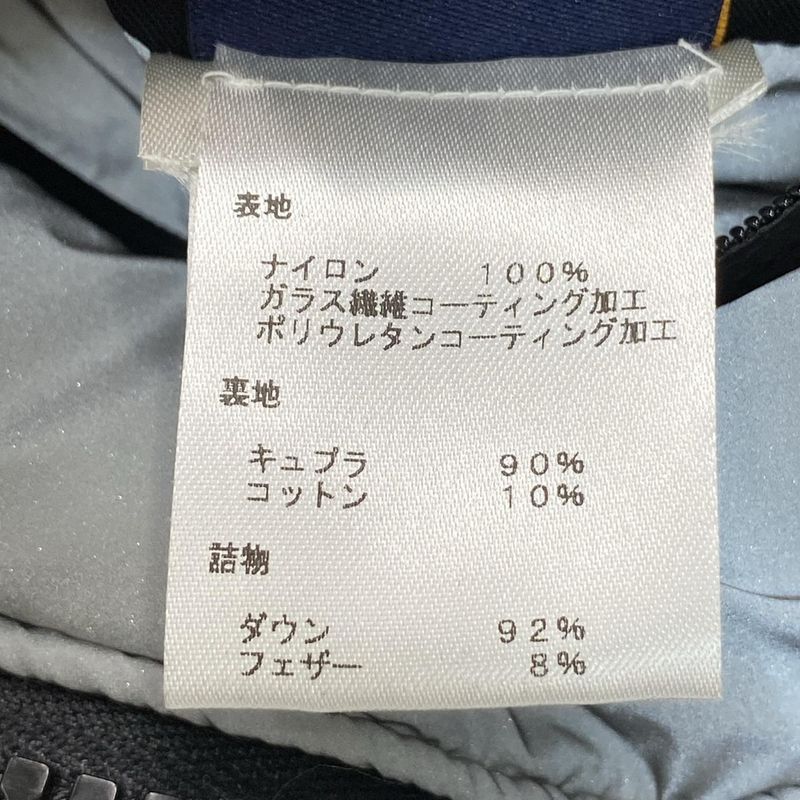 表地
ナイロン １００％
ガラス繊維コーティング加工
ポリウレタンコーティング加工
裏地
キュプラ ９０％
コットン １０％
詰物
ダウン ９２％
フェザー ８％